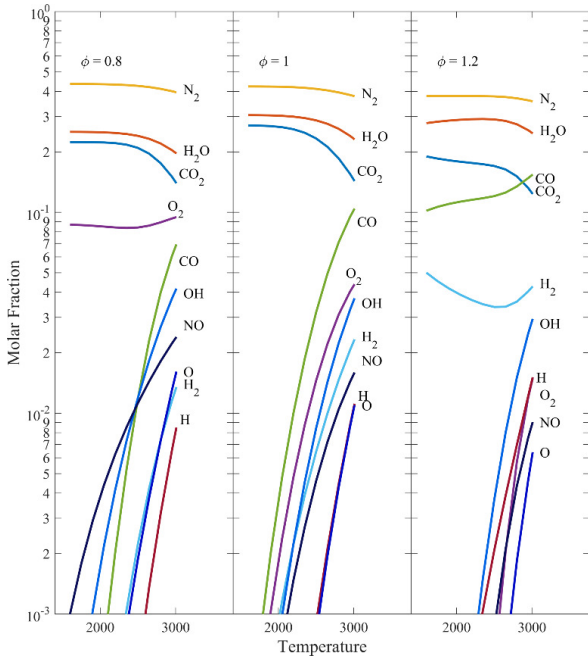 10⁰
9
8
7
6
5
4
3
2
10⁻¹
9
8
7
6
5
4
3
2
10⁻²
9
8
7
6
5
4
3
2
10⁻³
Molar Fraction
ϕ = 0.8
N₂
H₂O
CO₂
O₂
CO
OH
NO
O
H₂
H
2000 3000
ϕ = 1
N₂
H₂O
CO₂
CO
O₂
OH
H₂
NO
H
O
2000 3000
ϕ = 1.2
N₂
H₂O
CO
CO₂
H₂
OH
H
O₂
NO
O
2000 3000
Temperature